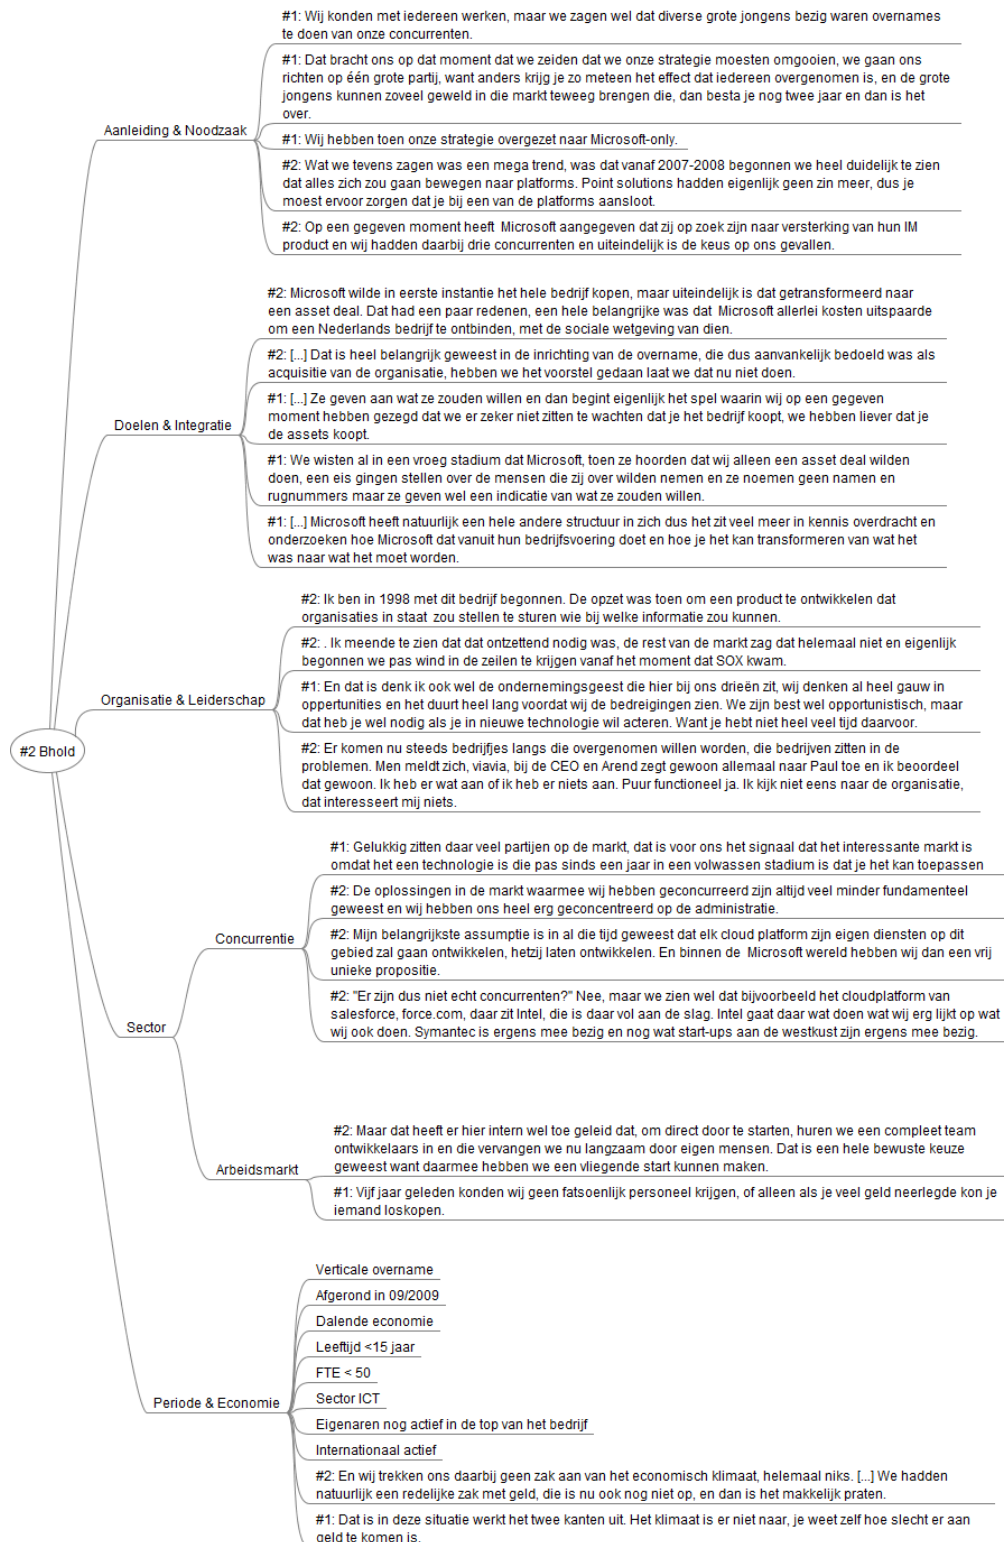 #1: Wij konden met iedereen werken, maar we zagen wel dat diverse grote jongens bezig waren overnames
te doen van onze concurrenten.
#1: Dat bracht ons op dat moment dat we zeiden dat we onze strategie moesten omgooien, we gaan ons
richten op één grote partij, want anders krijg je zo meteen het effect dat iedereen overgenomen is, en de grote
jongens kunnen zoveel geweld in die markt teweeg brengen die, dan besta je nog twee jaar en dan is het
over.
Aanleiding & Noodzaak
#1: Wij hebben toen onze strategie overgezet naar Microsoft-only.
#2: Wat we tevens zagen was een mega trend, was dat vanaf 2007-2008 begonnen we heel duidelijk te zien
dat alles zich zou gaan bewegen naar platforms. Point solutions hadden eigenlijk geen zin meer, dus je
moest ervoor zorgen dat je bij een van de platforms aansloot.
#2: Op een gegeven moment heeft  Microsoft aangegeven dat zij op zoek zijn naar versterking van hun IM
product en wij hadden daarbij drie concurrenten en uiteindelijk is de keus op ons gevallen.
#2: Microsoft wilde in eerste instantie het hele bedrijf kopen, maar uiteindelijk is dat getransformeerd naar
een asset deal. Dat had een paar redenen, een hele belangrijke was dat  Microsoft allerlei kosten uitspaarde
om een Nederlands bedrijf te ontbinden, met de sociale wetgeving van dien.
#2: [...] Dat is heel belangrijk geweest in de inrichting van de overname, die dus aanvankelijk bedoeld was als
acquisitie van de organisatie, hebben we het voorstel gedaan laat we dat nu niet doen.
#1: [...] Ze geven aan wat ze zouden willen en dan begint eigenlijk het spel waarin wij op een gegeven
moment hebben gezegd dat we er zeker niet zitten te wachten dat je het bedrijf koopt, we hebben liever dat je
de assets koopt.
Doelen & Integratie
#1: We wisten al in een vroeg stadium dat Microsoft, toen ze hoorden dat wij alleen een asset deal wilden
doen, een eis gingen stellen over de mensen die zij over wilden nemen en ze noemen geen namen en
rugnummers maar ze geven wel een indicatie van wat ze zouden willen.
#1: [...] Microsoft heeft natuurlijk een hele andere structuur in zich dus het zit veel meer in kennis overdracht en
onderzoeken hoe Microsoft dat vanuit hun bedrijfsvoering doet en hoe je het kan transformeren van wat het
was naar wat het moet worden.
#2: Ik ben in 1998 met dit bedrijf begonnen. De opzet was toen om een product te ontwikkelen dat
organisaties in staat  zou stellen te sturen wie bij welke informatie zou kunnen.
#2: . Ik meende te zien dat dat ontzettend nodig was, de rest van de markt zag dat helemaal niet en eigenlijk
begonnen we pas wind in de zeilen te krijgen vanaf het moment dat SOX kwam.
Organisatie & Leiderschap
#1: En dat is denk ik ook wel de ondernemingsgeest die hier bij ons drieën zit, wij denken al heel gauw in
oppertunities en het duurt heel lang voordat wij de bedreigingen zien. We zijn best wel opportunistisch, maar
dat heb je wel nodig als je in nieuwe technologie wil acteren. Want je hebt niet heel veel tijd daarvoor.
#2 Bhold
#2: Er komen nu steeds bedrijfjes langs die overgenomen willen worden, die bedrijven zitten in de
problemen. Men meldt zich, viavia, bij de CEO en Arend zegt gewoon allemaal naar Paul toe en ik beoordeel
dat gewoon. Ik heb er wat aan of ik heb er niets aan. Puur functioneel ja. Ik kijk niet eens naar de organisatie,
dat interesseert mij niets.
#1: Gelukkig zitten daar veel partijen op de markt, dat is voor ons het signaal dat het interessante markt is
omdat het een technologie is die pas sinds een jaar in een volwassen stadium is dat je het kan toepassen
#2: De oplossingen in de markt waarmee wij hebben geconcurreerd zijn altijd veel minder fundamenteel
geweest en wij hebben ons heel erg geconcentreerd op de administratie.
Concurrentie
#2: Mijn belangrijkste assumptie is in al die tijd geweest dat elk cloud platform zijn eigen diensten op dit
gebied zal gaan ontwikkelen, hetzij laten ontwikkelen. En binnen de  Microsoft wereld hebben wij dan een vrij
unieke propositie.
#2: "Er zijn dus niet echt concurrenten?" Nee, maar we zien wel dat bijvoorbeeld het cloudplatform van
salesforce, force.com, daar zit Intel, die is daar vol aan de slag. Intel gaat daar wat doen wat wij erg lijkt op wat
wij ook doen. Symantec is ergens mee bezig en nog wat start-ups aan de westkust zijn ergens mee bezig.
Sector
#2: Maar dat heeft er hier intern wel toe geleid dat, om direct door te starten, huren we een compleet team
ontwikkelaars in en die vervangen we nu langzaam door eigen mensen. Dat is een hele bewuste keuze
geweest want daarmee hebben we een vliegende start kunnen maken.
Arbeidsmarkt
#1: Vijf jaar geleden konden wij geen fatsoenlijk personeel krijgen, of alleen als je veel geld neerlegde kon je
iemand loskopen.
Verticale overname
Afgerond in 09/2009
Dalende economie
Leeftijd <15 jaar
FTE < 50
Periode & Economie
Sector ICT
Eigenaren nog actief in de top van het bedrijf
Internationaal actief
#2: En wij trekken ons daarbij geen zak aan van het economisch klimaat, helemaal niks. [...] We hadden
natuurlijk een redelijke zak met geld, die is nu ook nog niet op, en dan is het makkelijk praten.
#1: Dat is in deze situatie werkt het twee kanten uit. Het klimaat is er niet naar, je weet zelf hoe slecht er aan
geld te komen is.